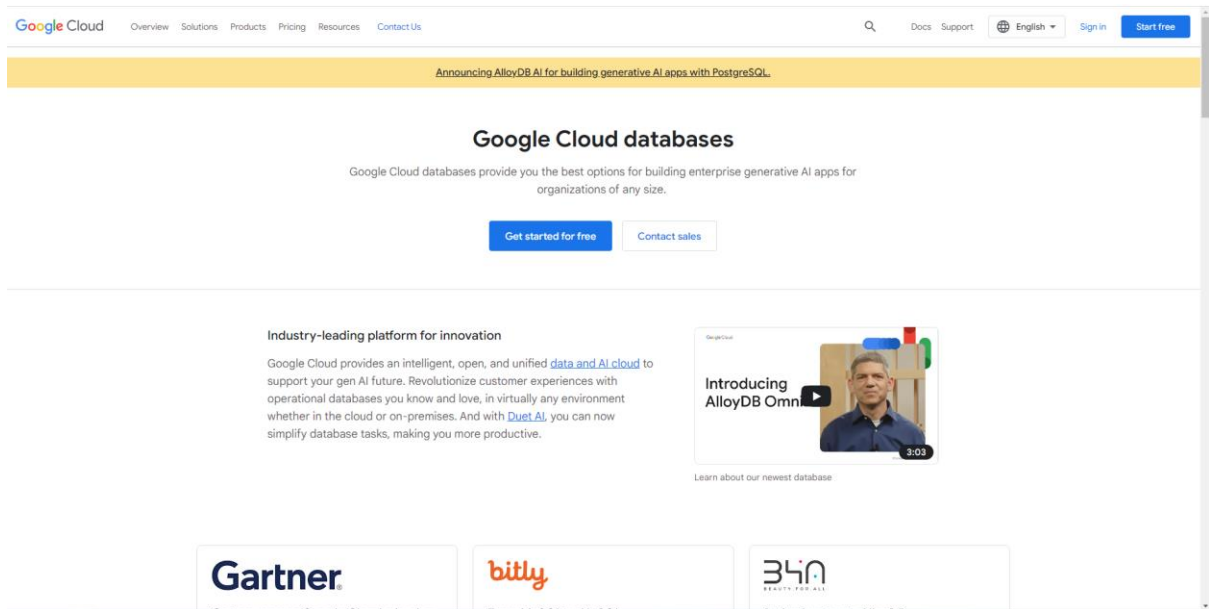 Google Cloud
Overview Solutions Products Pricing Resources Contact Us
Docs Support English Sign in Start free
Announcing AlloyDB AI for building generative AI apps with PostgreSQL.
Google Cloud databases
Google Cloud databases provide you the best options for building enterprise generative AI apps for
organizations of any size.
Get started for free Contact sales
Industry-leading platform for innovation
Google Cloud provides an intelligent, open, and unified data and AI cloud to
support your gen AI future. Revolutionize customer experiences with
operational databases you know and love, in virtually any environment
whether in the cloud or on-premises. And with Duet AI, you can now
simplify database tasks, making you more productive.
Google Cloud
Introducing
AlloyDB Omni
3:03
Learn about our newest database
Gartner
bitly
B4A
BEAUTY FOR ALL